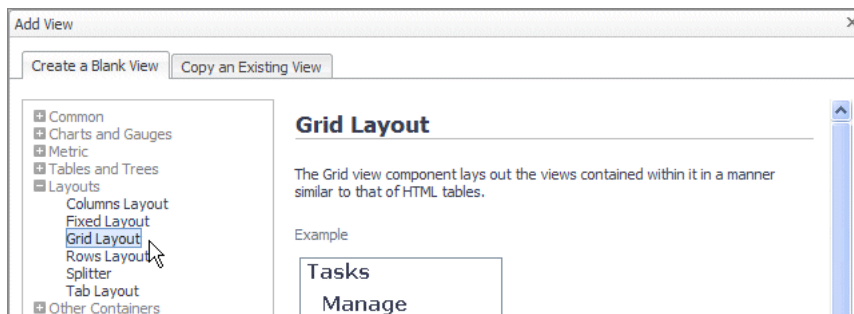 Add View
Create a Blank View
Copy an Existing View
Common
Charts and Gauges
Metric
Tables and Trees
Layouts
Columns Layout
Fixed Layout
Grid Layout
Rows Layout
Splitter
Tab Layout
Other Containers
Grid Layout
The Grid view component lays out the views contained within it in a manner
similar to that of HTML tables.
Example
Tasks
Manage